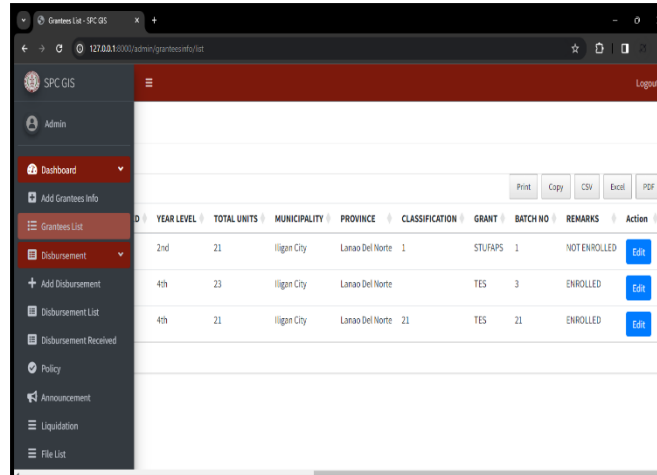 Grantees List - SPC GIS
127.0.0.1:8000/admin/granteesinfo/list
SPC GIS
Logout
Admin
Dashboard
Add Grantees Info
Grantees List
Disbursement
Add Disbursement
Disbursement List
Disbursement Received
Policy
Announcement
Liquidation
File List
Print Copy CSV Excel PDF
D YEAR LEVEL TOTAL UNITS MUNICIPALITY PROVINCE CLASSIFICATION GRANT BATCH NO REMARKS Action
2nd 21 Iligan City Lanao Del Norte 1 STUFAPS 1 NOT ENROLLED Edit
4th 23 Iligan City Lanao Del Norte TES 3 ENROLLED Edit
4th 21 Iligan City Lanao Del Norte 21 TES 21 ENROLLED Edit